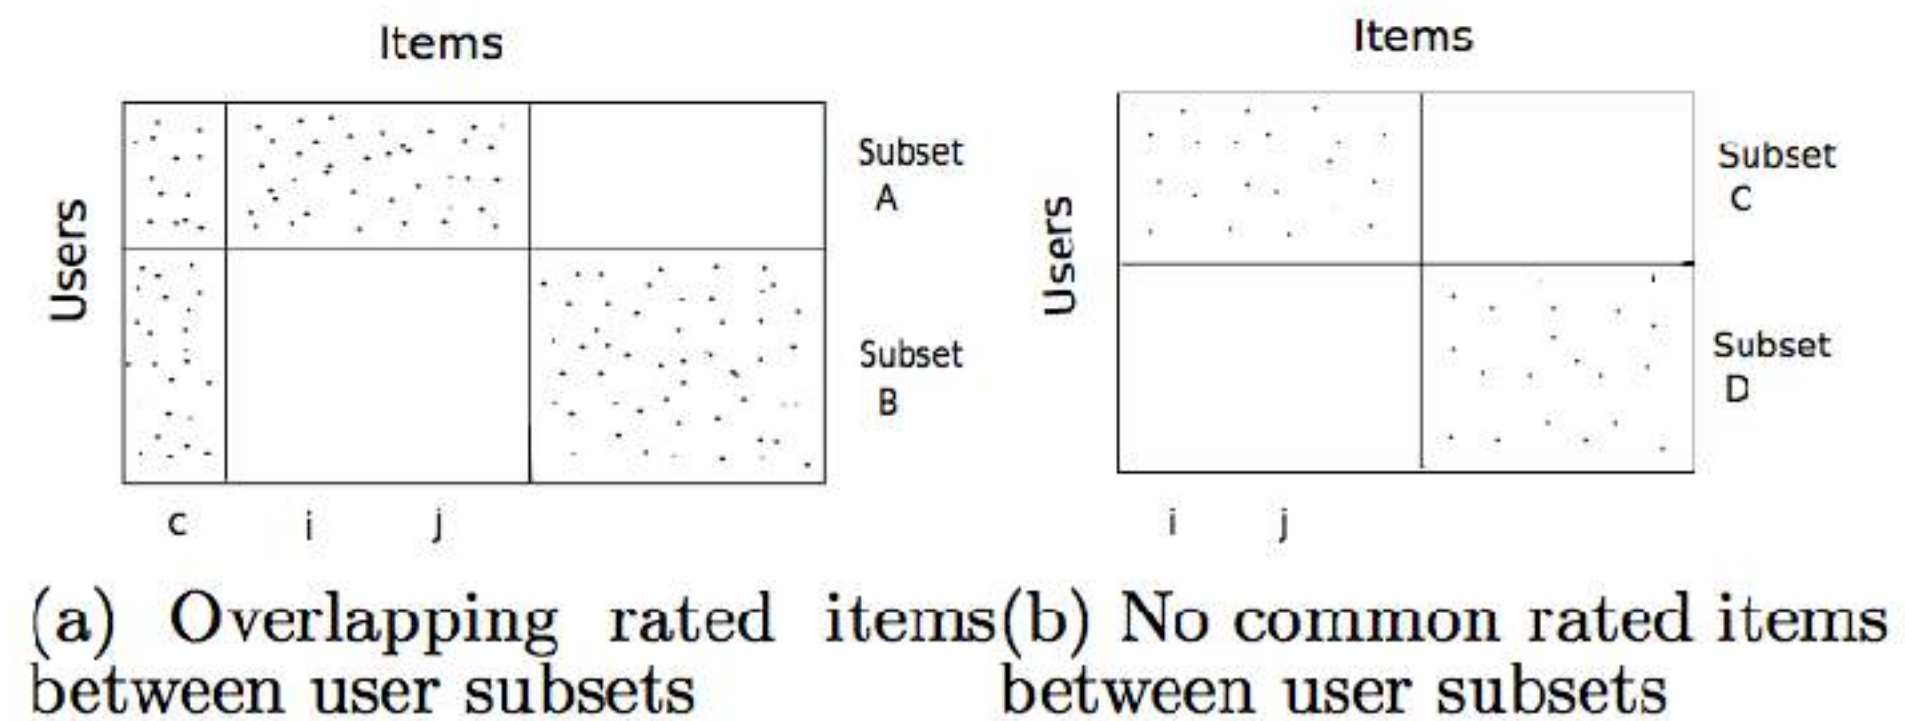 Items
Users
Subset
A
Subset
B
c i j
(a) Overlapping rated items
between user subsets
Items
Users
Subset
C
Subset
D
i j
(b) No common rated items
between user subsets